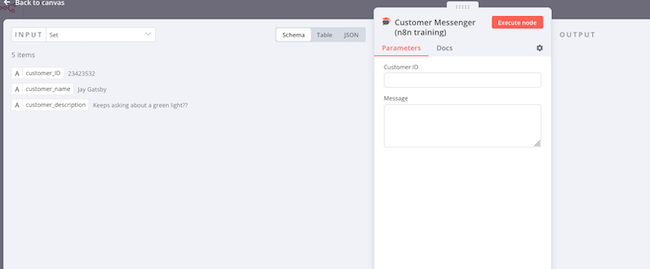 Back to canvas
INPUT Set
Schema Table JSON
5 items
A customer_ID 23423532
A customer_name Jay Gatsby
A customer_description Keeps asking about a green light??
Customer Messenger
(n8n training)
Execute node
Parameters Docs
Customer ID
Message
OUTPUT